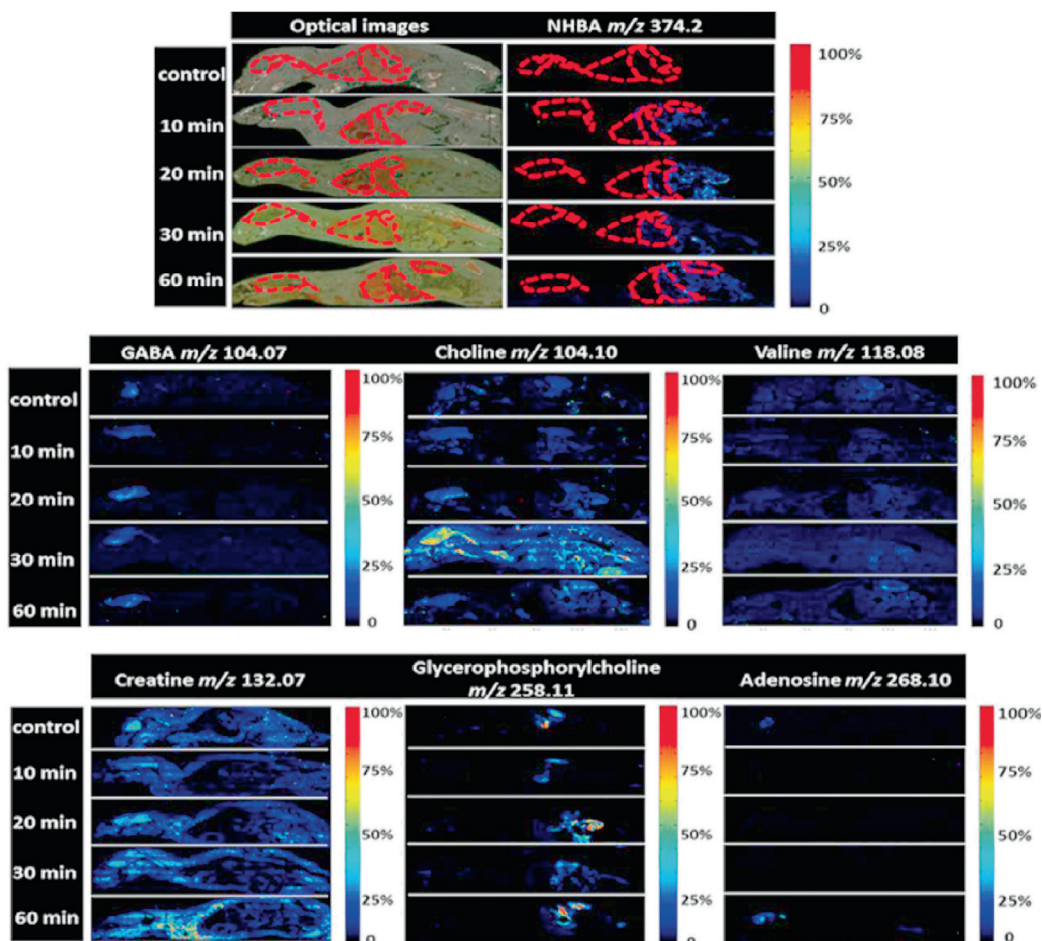 Optical images NHBA m/z 374.2
control 100%
10 min 75%
20 min 50%
30 min 25%
60 min 0
GABA m/z 104.07 Choline m/z 104.10 Valine m/z 118.08
control 100% 100% 100%
10 min 75% 75% 75%
20 min 50% 50% 50%
30 min 25% 25% 25%
60 min 0 0 0
Creatine m/z 132.07 Glycerophosphorylcholine m/z 258.11 Adenosine m/z 268.10
control 100% 100% 100%
10 min 75% 75% 75%
20 min 50% 50% 50%
30 min 25% 25% 25%
60 min 0 0 0